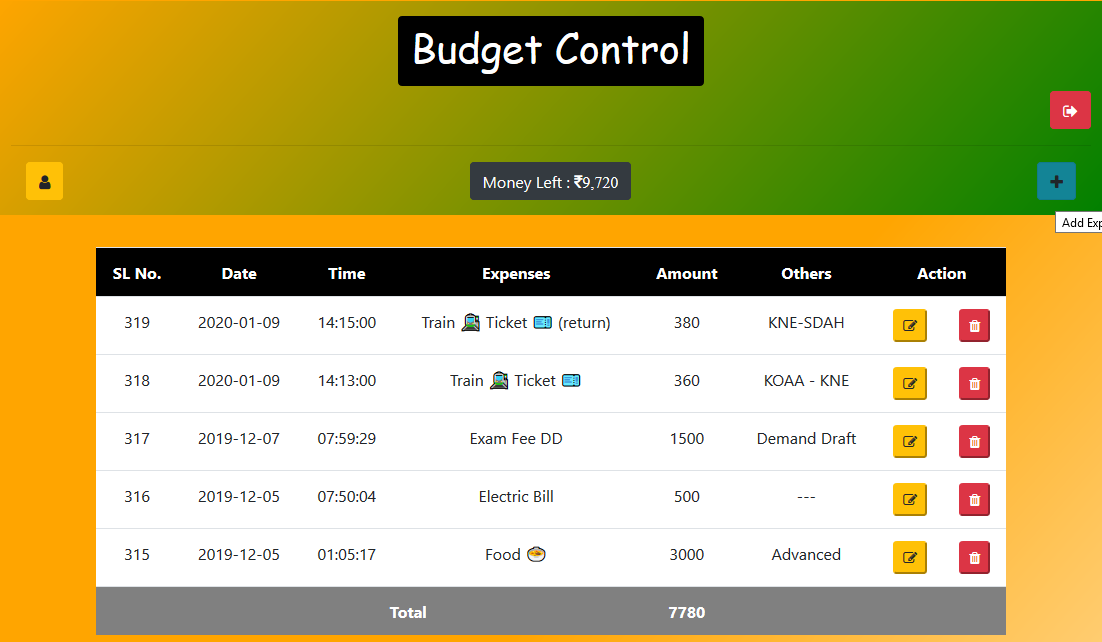 Budget Control
Money Left : ₹9,720
Add Exp
SL No. Date Time Expenses Amount Others Action
319 2020-01-09 14:15:00 Train 🚉 Ticket 🎫 (return) 380 KNE-SDAH
318 2020-01-09 14:13:00 Train 🚉 Ticket 🎫 360 KOAA - KNE
317 2019-12-07 07:59:29 Exam Fee DD 1500 Demand Draft
316 2019-12-05 07:50:04 Electric Bill 500 ---
315 2019-12-05 01:05:17 Food 🍲 3000 Advanced
Total 7780